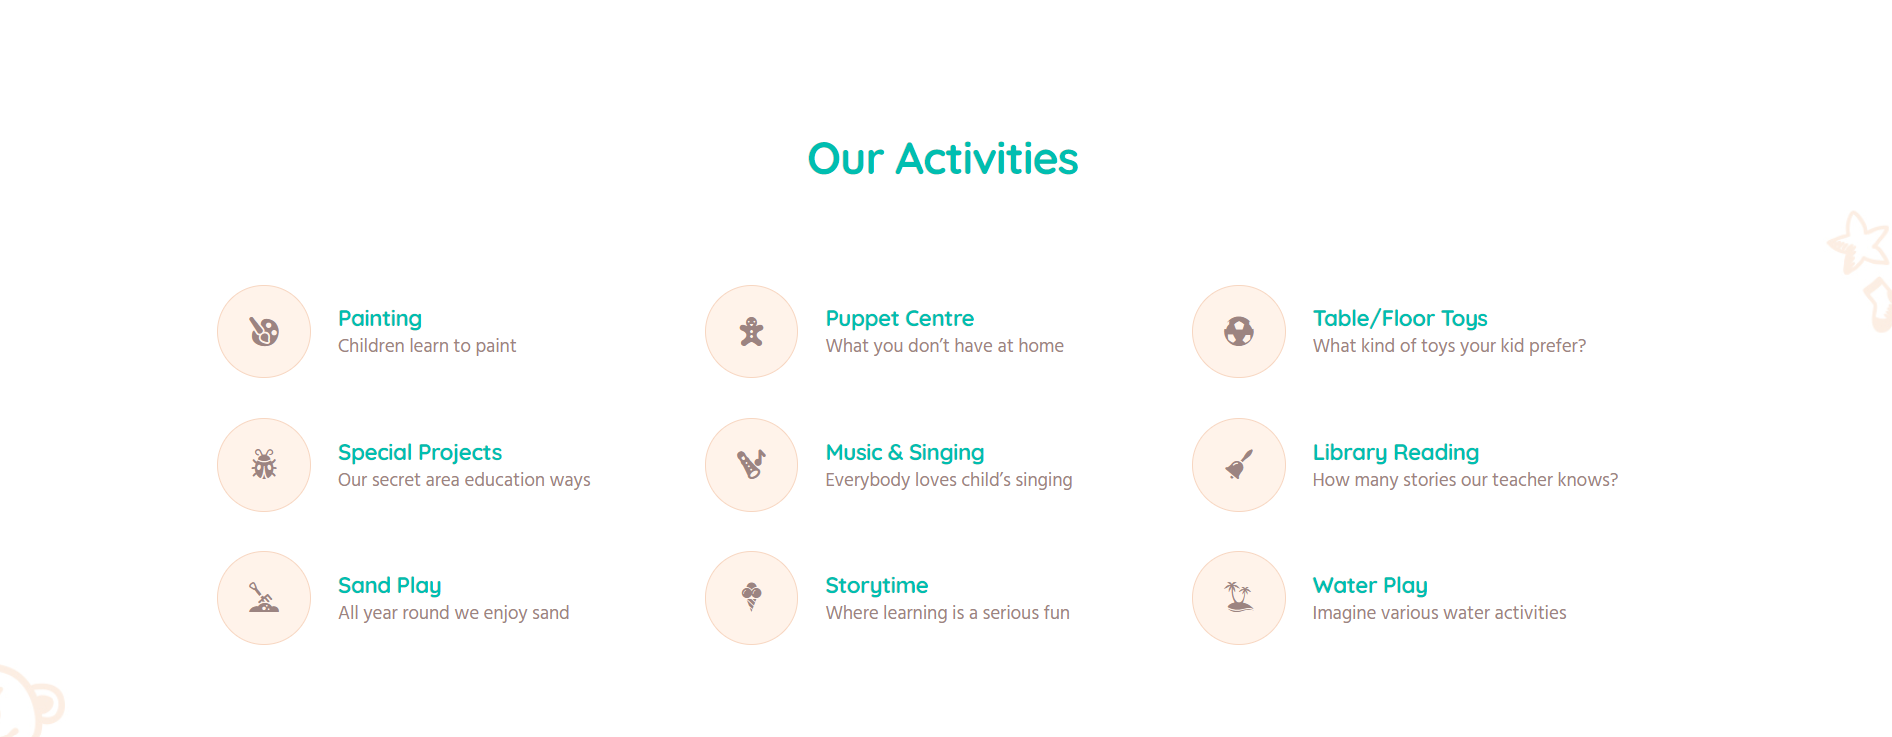 Our Activities
Painting
Children learn to paint
Puppet Centre
What you don’t have at home
Table/Floor Toys
What kind of toys your kid prefer?
Special Projects
Our secret area education ways
Music & Singing
Everybody loves child’s singing
Library Reading
How many stories our teacher knows?
Sand Play
All year round we enjoy sand
Storytime
Where learning is a serious fun
Water Play
Imagine various water activities